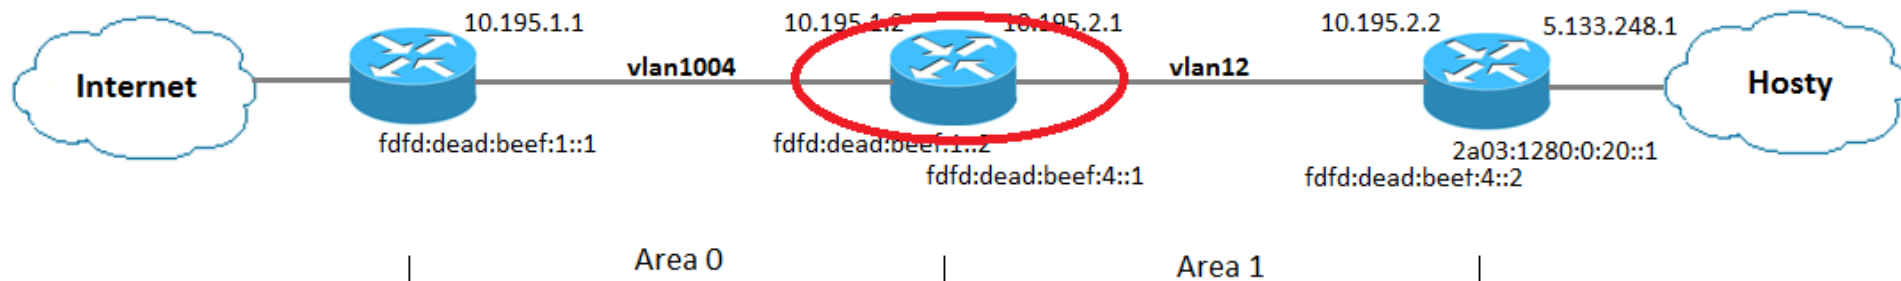 10.195.1.1
10.195.1.2
10.195.2.1
10.195.2.2
5.133.248.1
Internet
vlan1004
vlan12
Hosty
fdfd:dead:beef:1::1
fdfd:dead:beef:1::2
2a03:1280:0:20::1
fdfd:dead:beef:4::1
fdfd:dead:beef:4::2
Area 0
Area 1